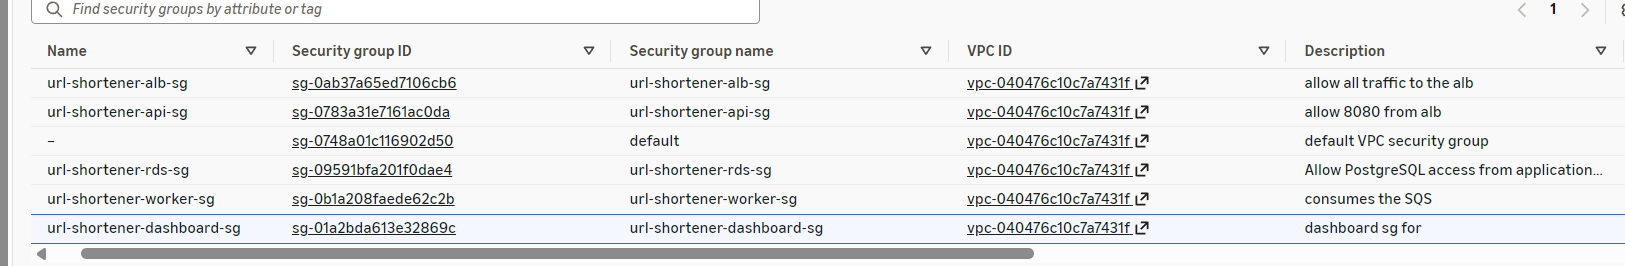 Find security groups by attribute or tag 1
Name Security group ID Security group name VPC ID Description
url-shortener-alb-sg sg-0ab37a65ed7106cb6 url-shortener-alb-sg vpc-040476c10c7a7431f allow all traffic to the alb
url-shortener-api-sg sg-0783a31e7161ac0da url-shortener-api-sg vpc-040476c10c7a7431f allow 8080 from alb
– sg-0748a01c116902d50 default vpc-040476c10c7a7431f default VPC security group
url-shortener-rds-sg sg-09591bfa201f0dae4 url-shortener-rds-sg vpc-040476c10c7a7431f Allow PostgreSQL access from application...
url-shortener-worker-sg sg-0b1a208faede62c2b url-shortener-worker-sg vpc-040476c10c7a7431f consumes the SQS
url-shortener-dashboard-sg sg-01a2bda613e32869c url-shortener-dashboard-sg vpc-040476c10c7a7431f dashboard sg for